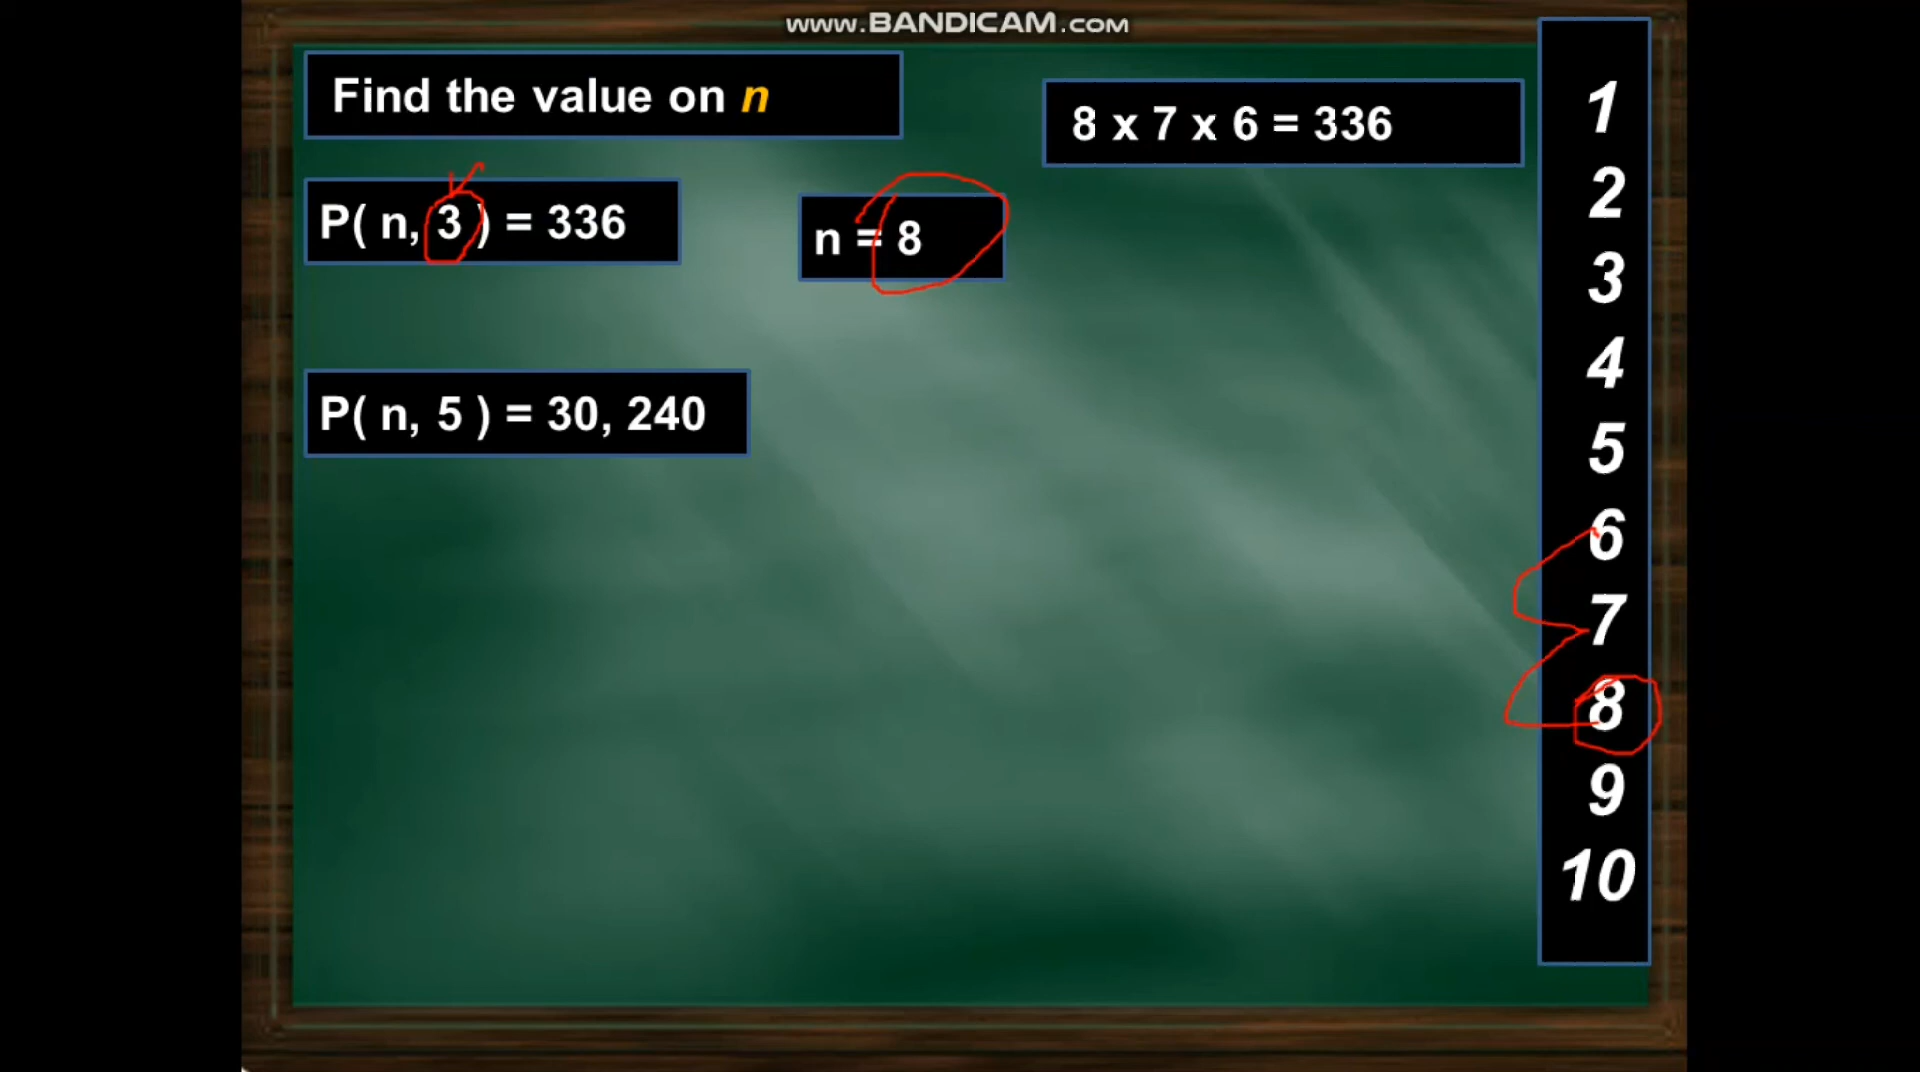 www.BANDICAM.com
Find the value on n
8 x 7 x 6 = 336
P( n, 3 ) = 336
n = 8
P( n, 5 ) = 30, 240
1
2
3
4
5
6
7
8
9
10